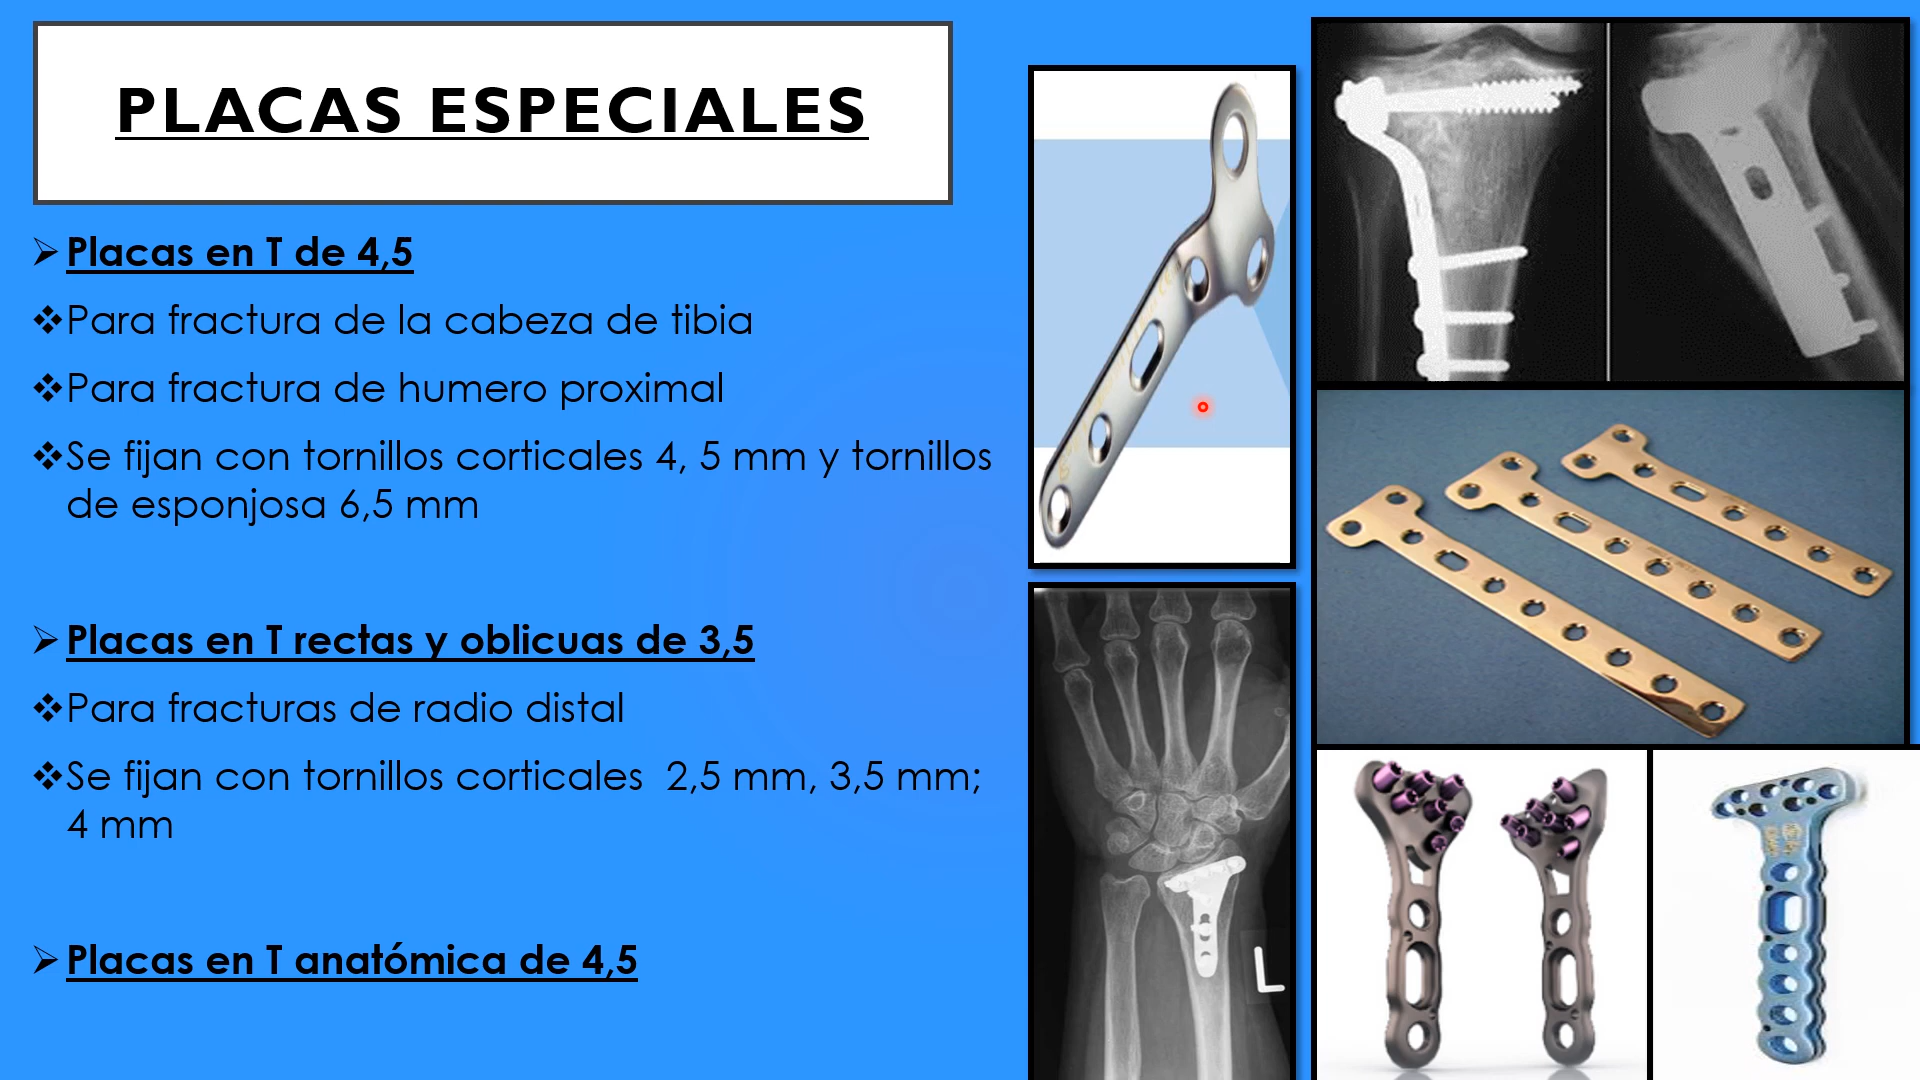 PLACAS ESPECIALES
Placas en T de 4,5
Para fractura de la cabeza de tibia
Para fractura de humero proximal
Se fijan con tornillos corticales 4, 5 mm y tornillos
de esponjosa 6,5 mm
Placas en T rectas y oblicuas de 3,5
Para fracturas de radio distal
Se fijan con tornillos corticales  2,5 mm, 3,5 mm;
4 mm
Placas en T anatómica de 4,5
L